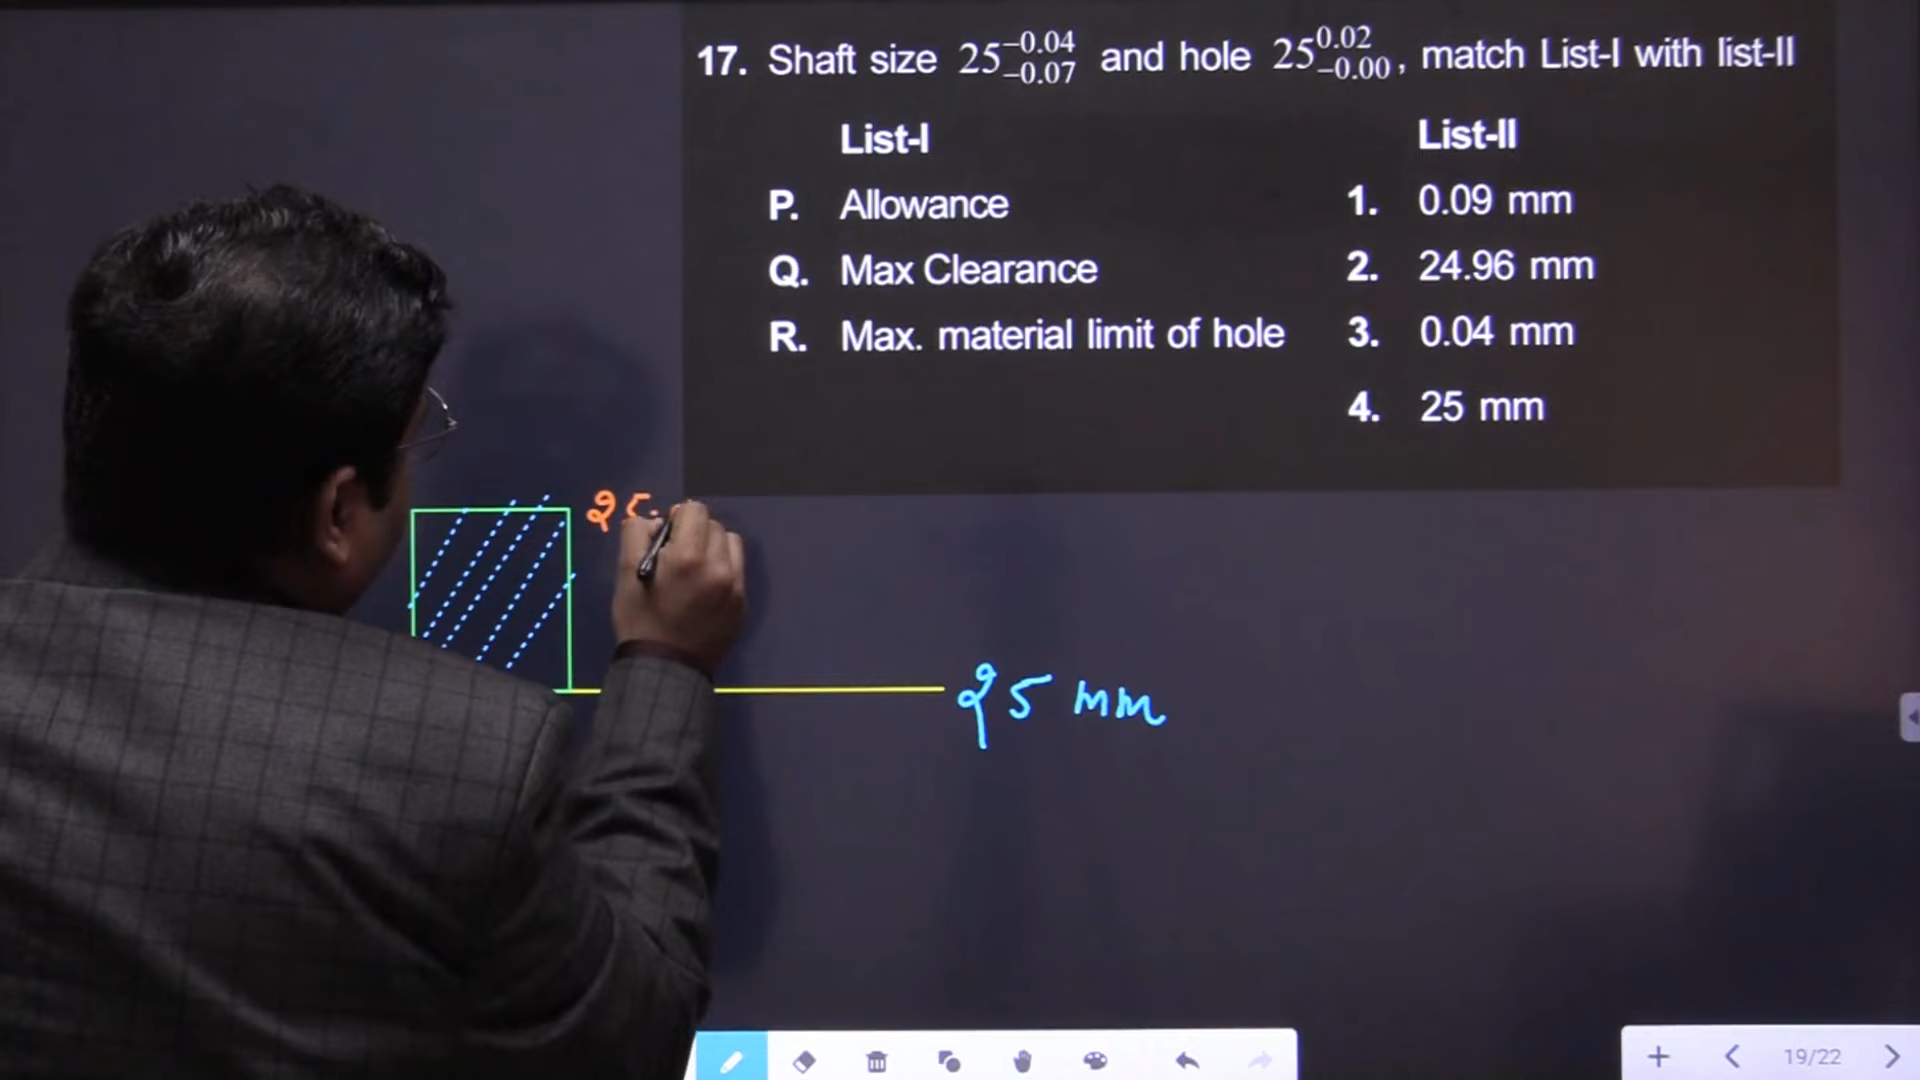 17. Shaft size 25 −0.04 −0.07 and hole 25 0.02 −0.00, match List-I with list-II
List-I List-II
P. Allowance 1. 0.09 mm
Q. Max Clearance 2. 24.96 mm
R. Max. material limit of hole 3. 0.04 mm
4. 25 mm
25.
25 mm
19/22